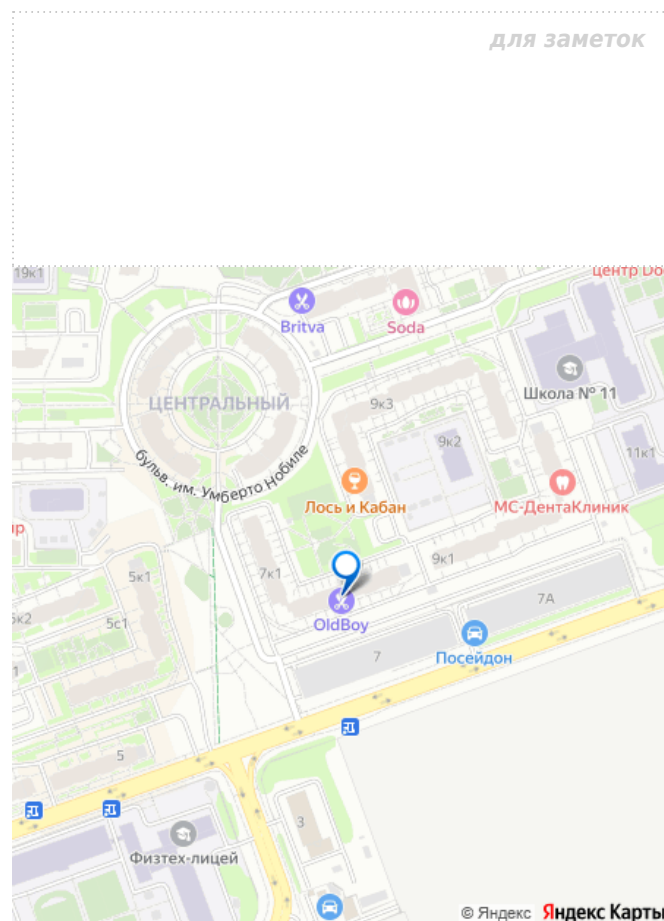 для заметок
19к1
центр Do
Britva
Soda
Школа № 11
ЦЕНТРАЛЬНЫЙ
9к3
9к2
11к1
бульв. им. Умберто Нобиле
Лось и Кабан
МС-ДентаКлиник
ир
7к1
9к1
5к1
7А
5к2
5с1
OldBoy
7
Посейдон
1
5
3
Физтех-лицей
© Яндекс Яндекс Карты